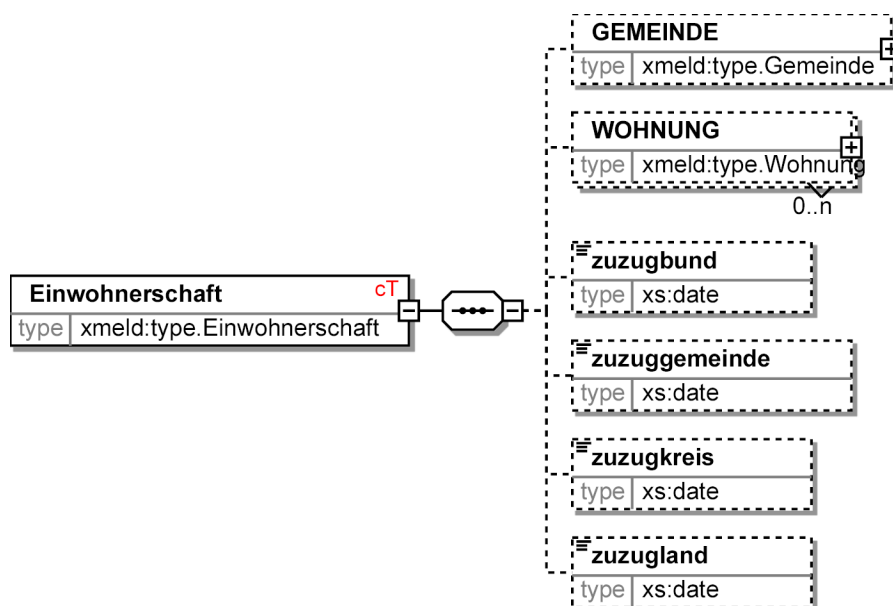 GEMEINDE
type xmeld:type.Gemeinde
WOHNUNG
type xmeld:type.Wohnung
0..n
zuzugbund
type xs:date
Einwohnerschaft cT
type xmeld:type.Einwohnerschaft
zuzuggemeinde
type xs:date
zuzugkreis
type xs:date
zuzugland
type xs:date